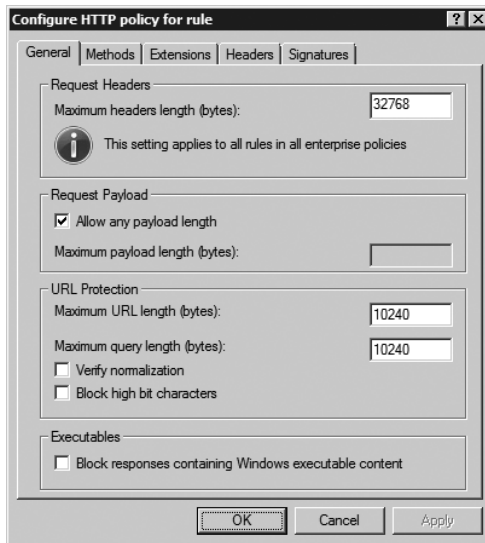 Configure HTTP policy for rule
General Methods Extensions Headers Signatures
Request Headers
Maximum headers length (bytes): 32768
This setting applies to all rules in all enterprise policies
Request Payload
Allow any payload length
Maximum payload length (bytes):
URL Protection
Maximum URL length (bytes): 10240
Maximum query length (bytes): 10240
Verify normalization
Block high bit characters
Executables
Block responses containing Windows executable content
OK Cancel Apply